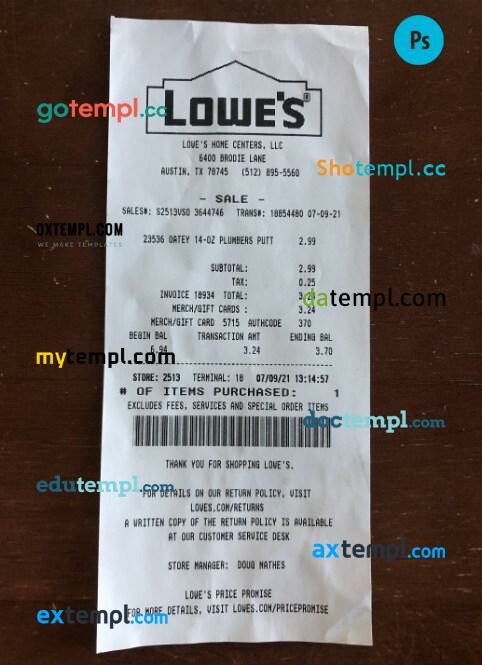 Ps
gotempl.cc
LOWE'S
LOWE'S HOME CENTERS, LLC
6400 BRODIE LANE
AUSTIN, TX 78745 (512) 895-5560
Shotempl.cc
- SALE -
SALES#: S2513VSO 3644746 TRANS#: 18854480 07-09-21
OXTEMPL.COM
WE MAKE TEMPLATES
23536 OATEY 14-OZ PLUMBERS PUTT 2.99
SUBTOTAL: 2.99
TAX: 0.25
INVOICE 18934 TOTAL:
datempl.com
MERCH/GIFT CARDS : 3.24
MERCH/GIFT CARD 5715 AUTHCODE 370
BEGIN BAL TRANSACTION AMT ENDING BAL
6.94 3.24 3.70
mytempl.com
STORE: 2513 TERMINAL: 18 07/09/21 13:14:57
# OF ITEMS PURCHASED: 1
EXCLUDES FEES, SERVICES AND SPECIAL ORDER ITEMS
doctempl.com
THANK YOU FOR SHOPPING LOWE'S.
edutempl.com
FOR DETAILS ON OUR RETURN POLICY, VISIT
LOWES.COM/RETURNS
A WRITTEN COPY OF THE RETURN POLICY IS AVAILABLE
AT OUR CUSTOMER SERVICE DESK
axtempl.com
STORE MANAGER: DOUG MATHES
LOWE'S PRICE PROMISE
FOR MORE DETAILS, VISIT LOWES.COM/PRICEPROMISE
extempl.com